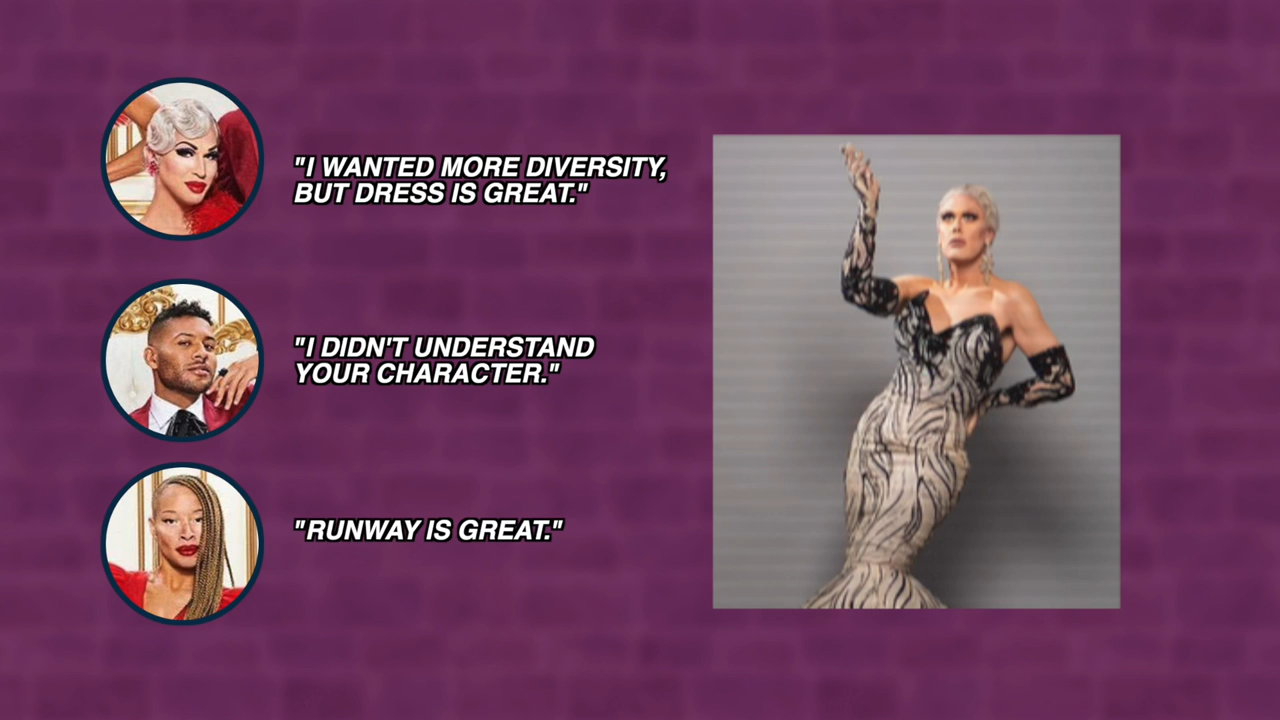 "I WANTED MORE DIVERSITY,
BUT DRESS IS GREAT."
"I DIDN'T UNDERSTAND
YOUR CHARACTER."
"RUNWAY IS GREAT."